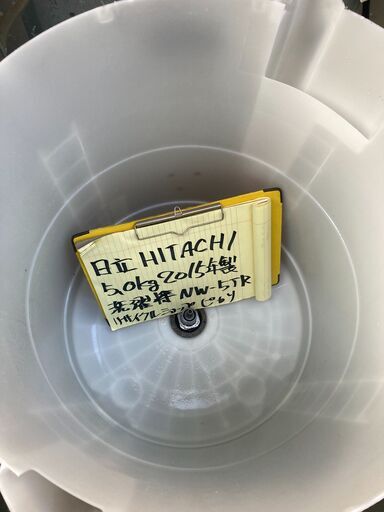 日立 HITACHI
5.0kg 2015年製
洗濯機 NW-5TR
リサイクルショップ